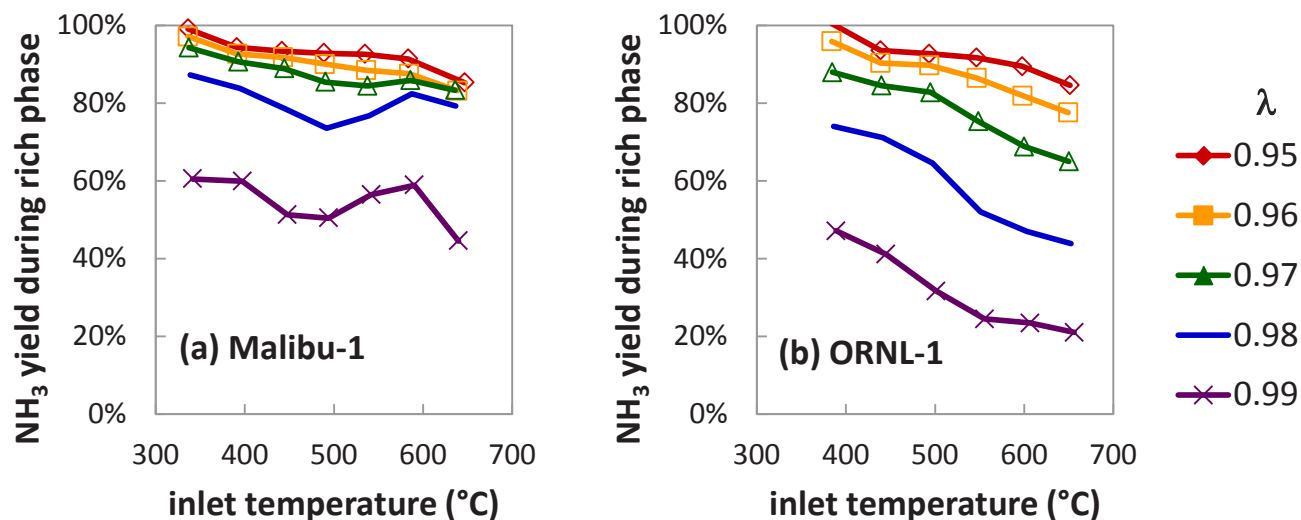 NH₃ yield during rich phase
100%
80%
60%
40%
20%
0%
(a) Malibu-1
300 400 500 600 700
inlet temperature (°C)
NH₃ yield during rich phase
100%
80%
60%
40%
20%
0%
(b) ORNL-1
300 400 500 600 700
inlet temperature (°C)
λ
0.95
0.96
0.97
0.98
0.99